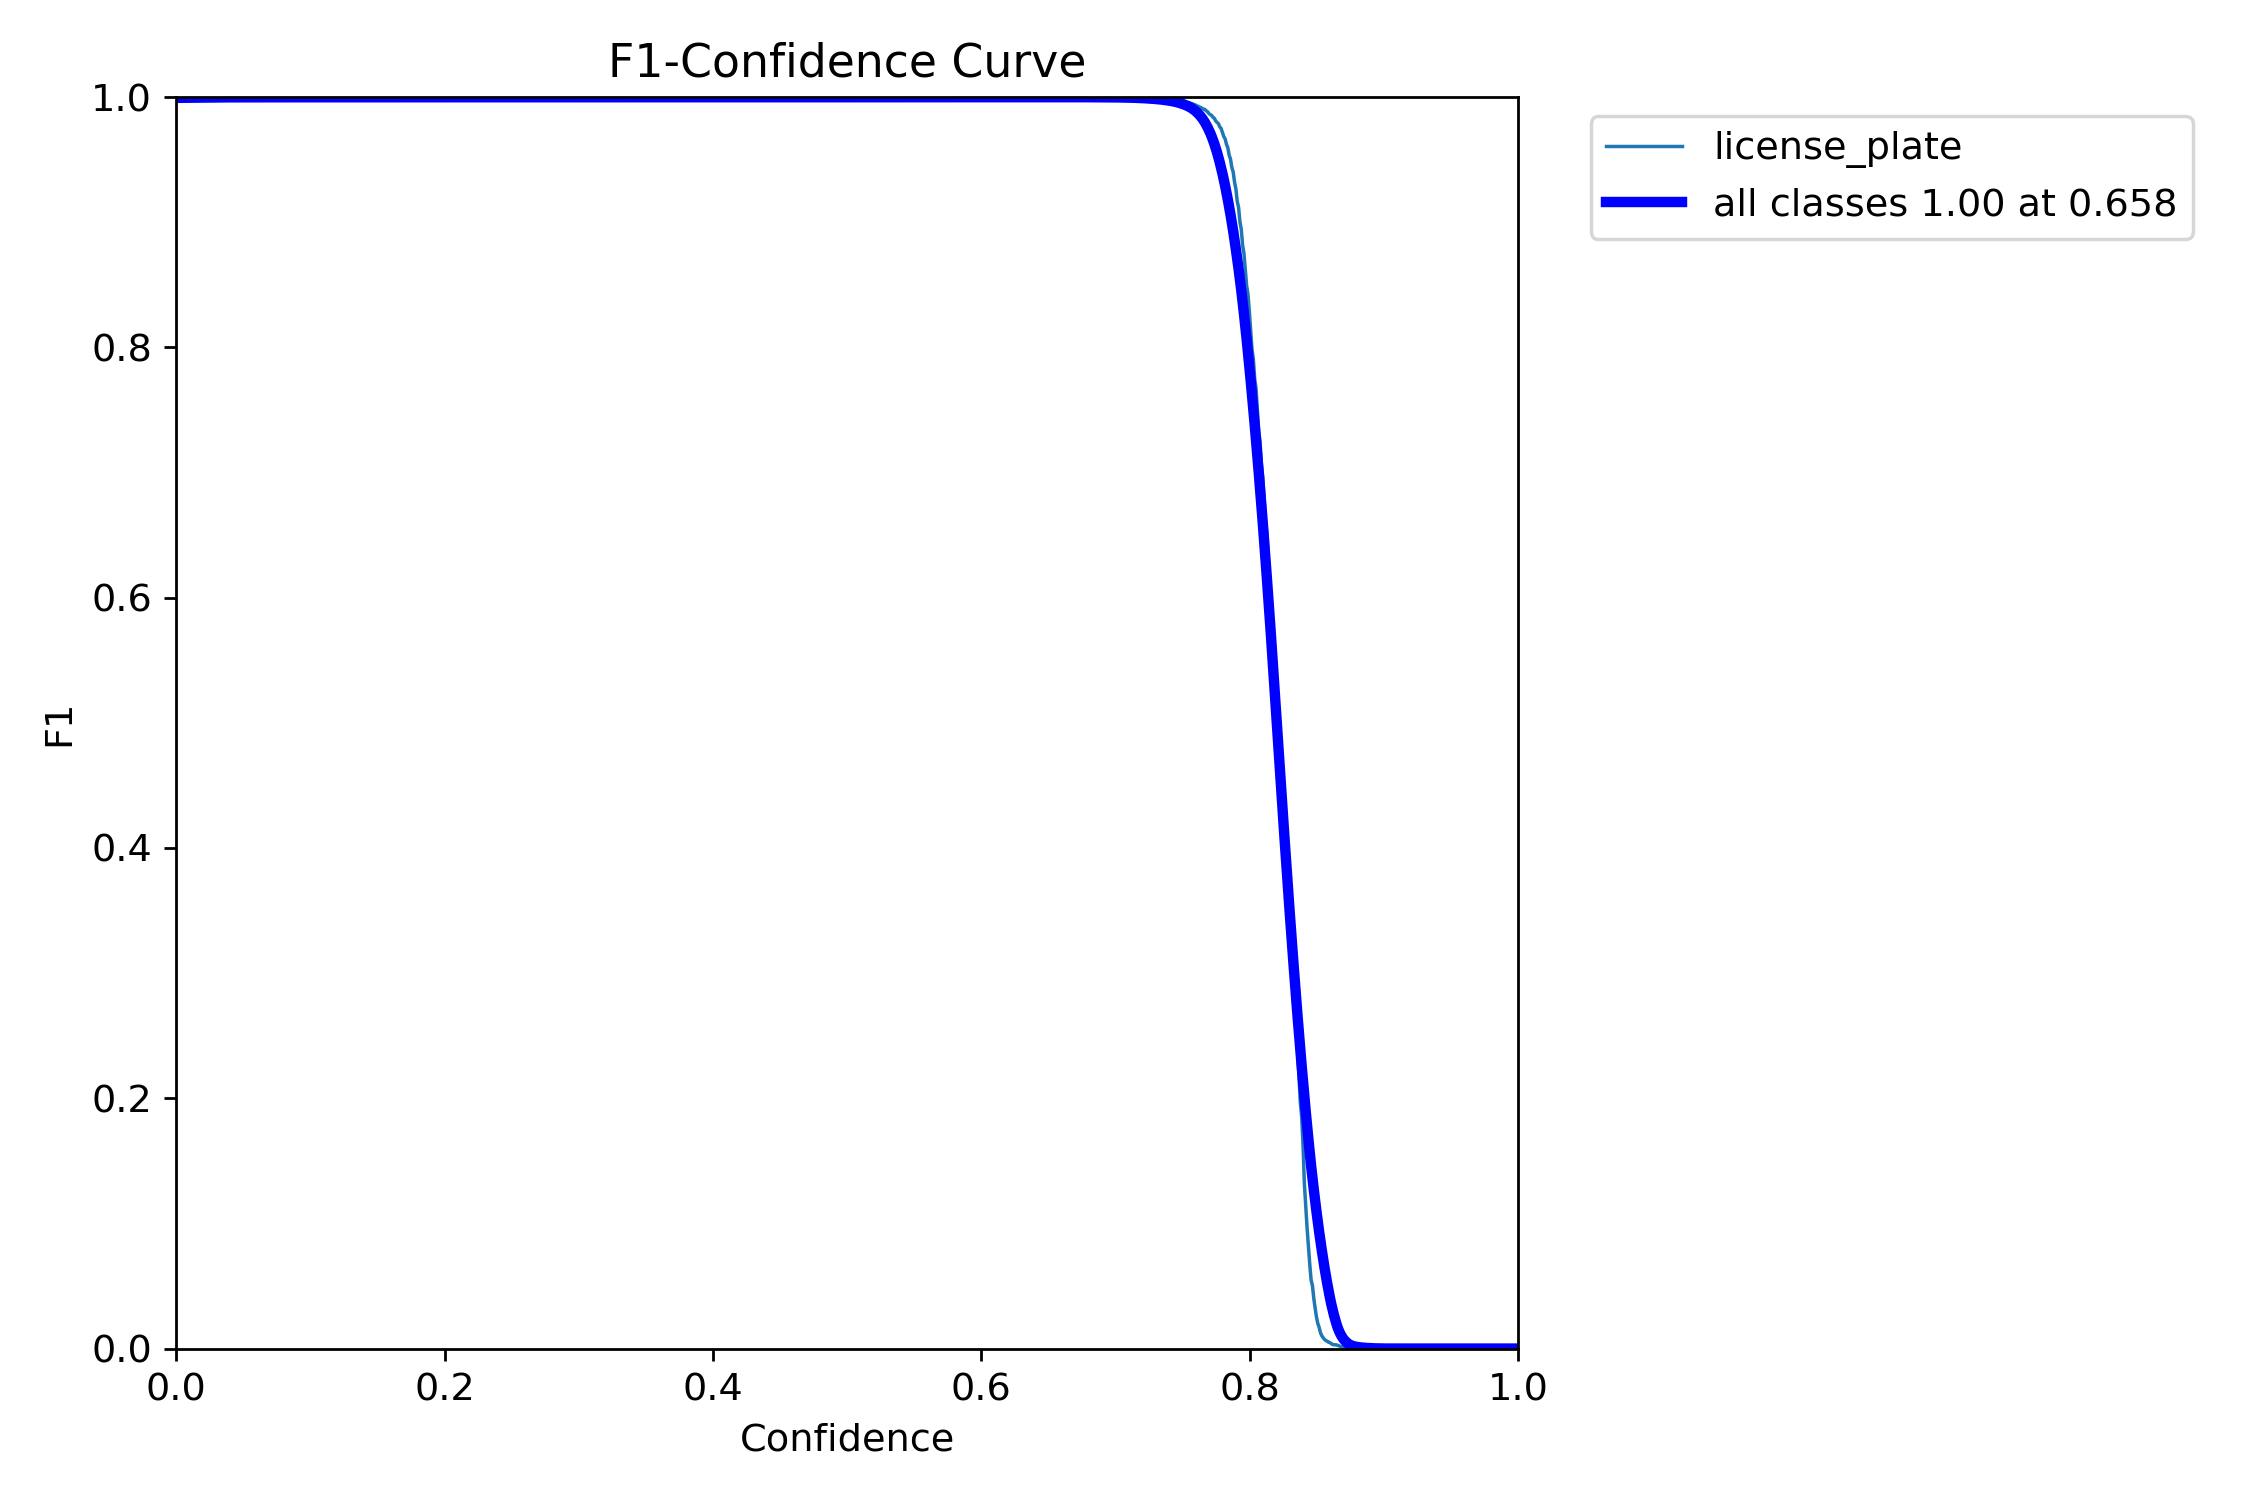 F1-Confidence Curve
license_plate
all classes 1.00 at 0.658
1.0
0.8
0.6
0.4
0.2
0.0
F1
0.0 0.2 0.4 0.6 0.8 1.0
Confidence